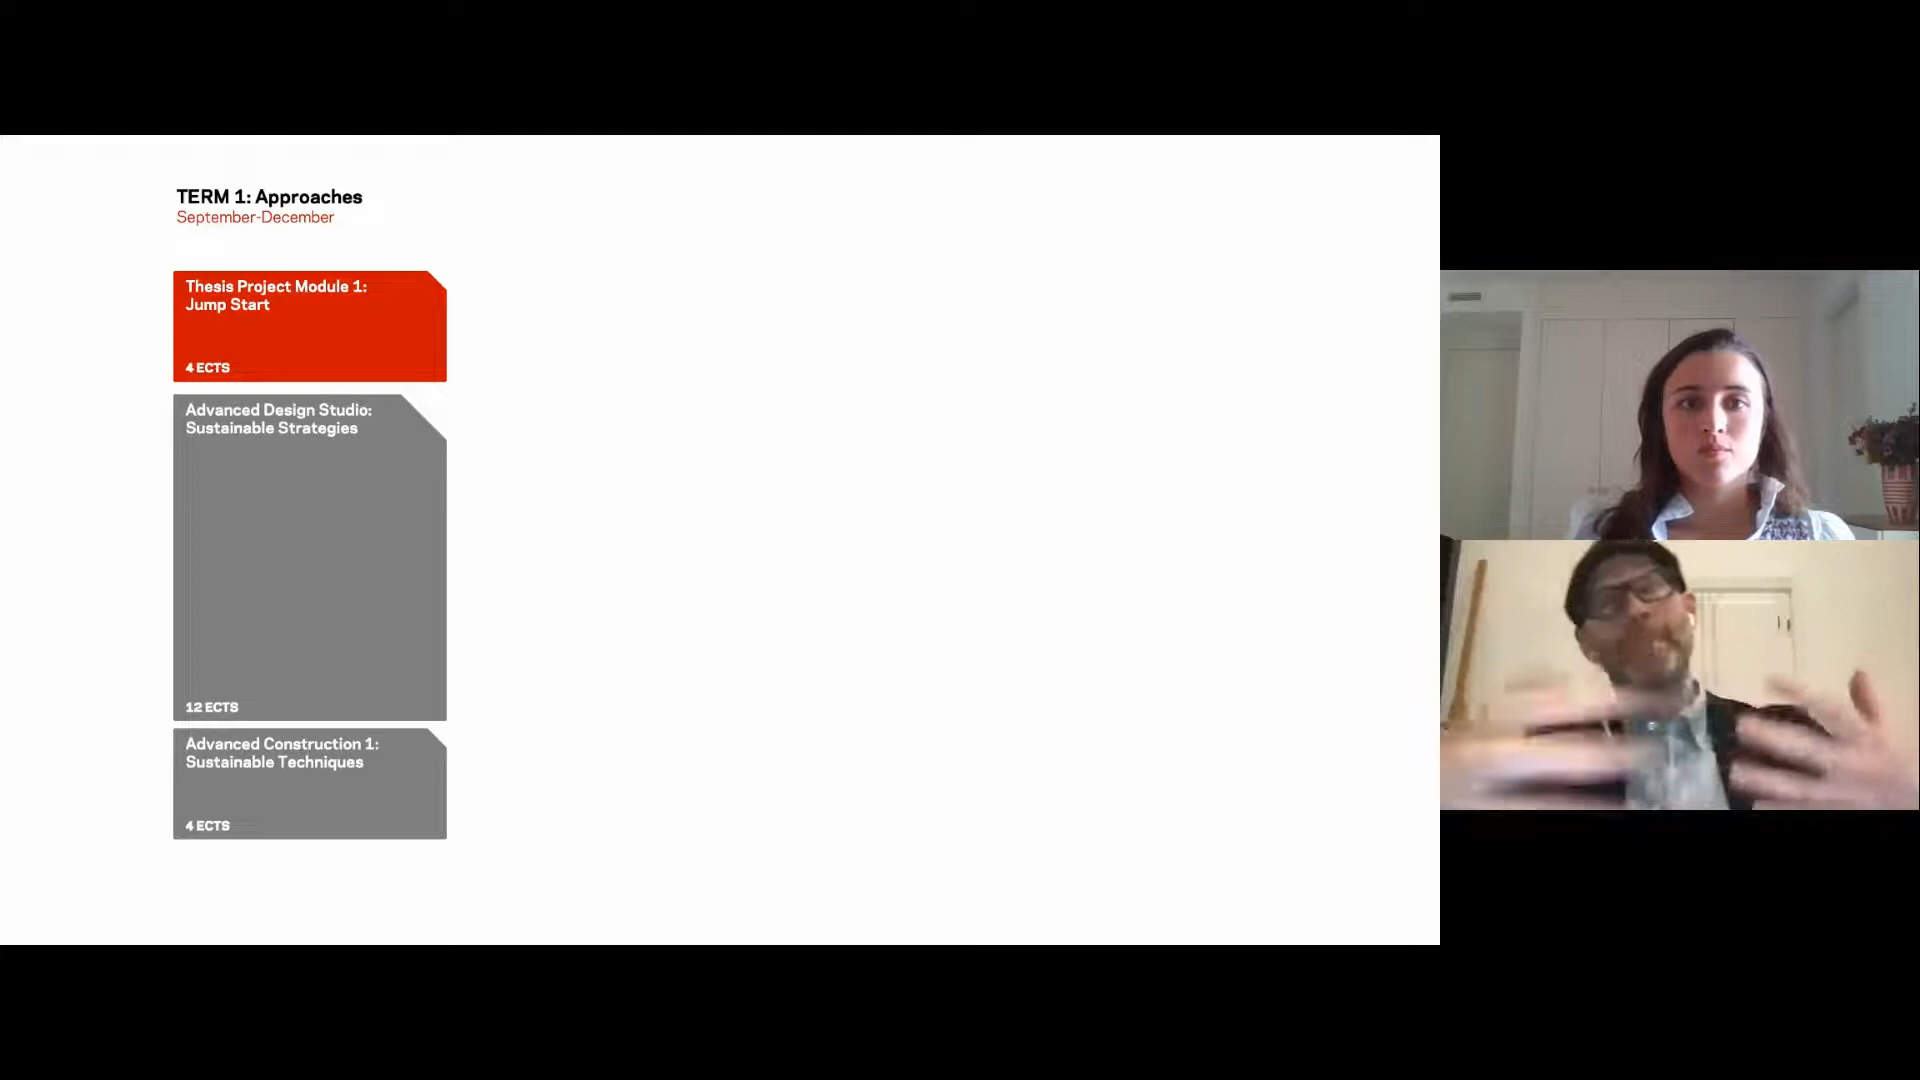 TERM 1: Approaches
September-December
Thesis Project Module 1:
Jump Start
4 ECTS
Advanced Design Studio:
Sustainable Strategies
12 ECTS
Advanced Construction 1:
Sustainable Techniques
4 ECTS